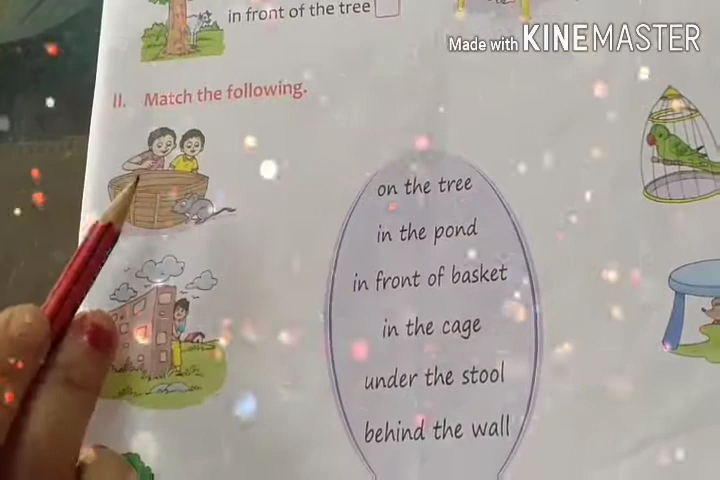 in front of the tree
Made with KINEMASTER
II. Match the following.
on the tree
in the pond
in front of basket
in the cage
under the stool
behind the wall